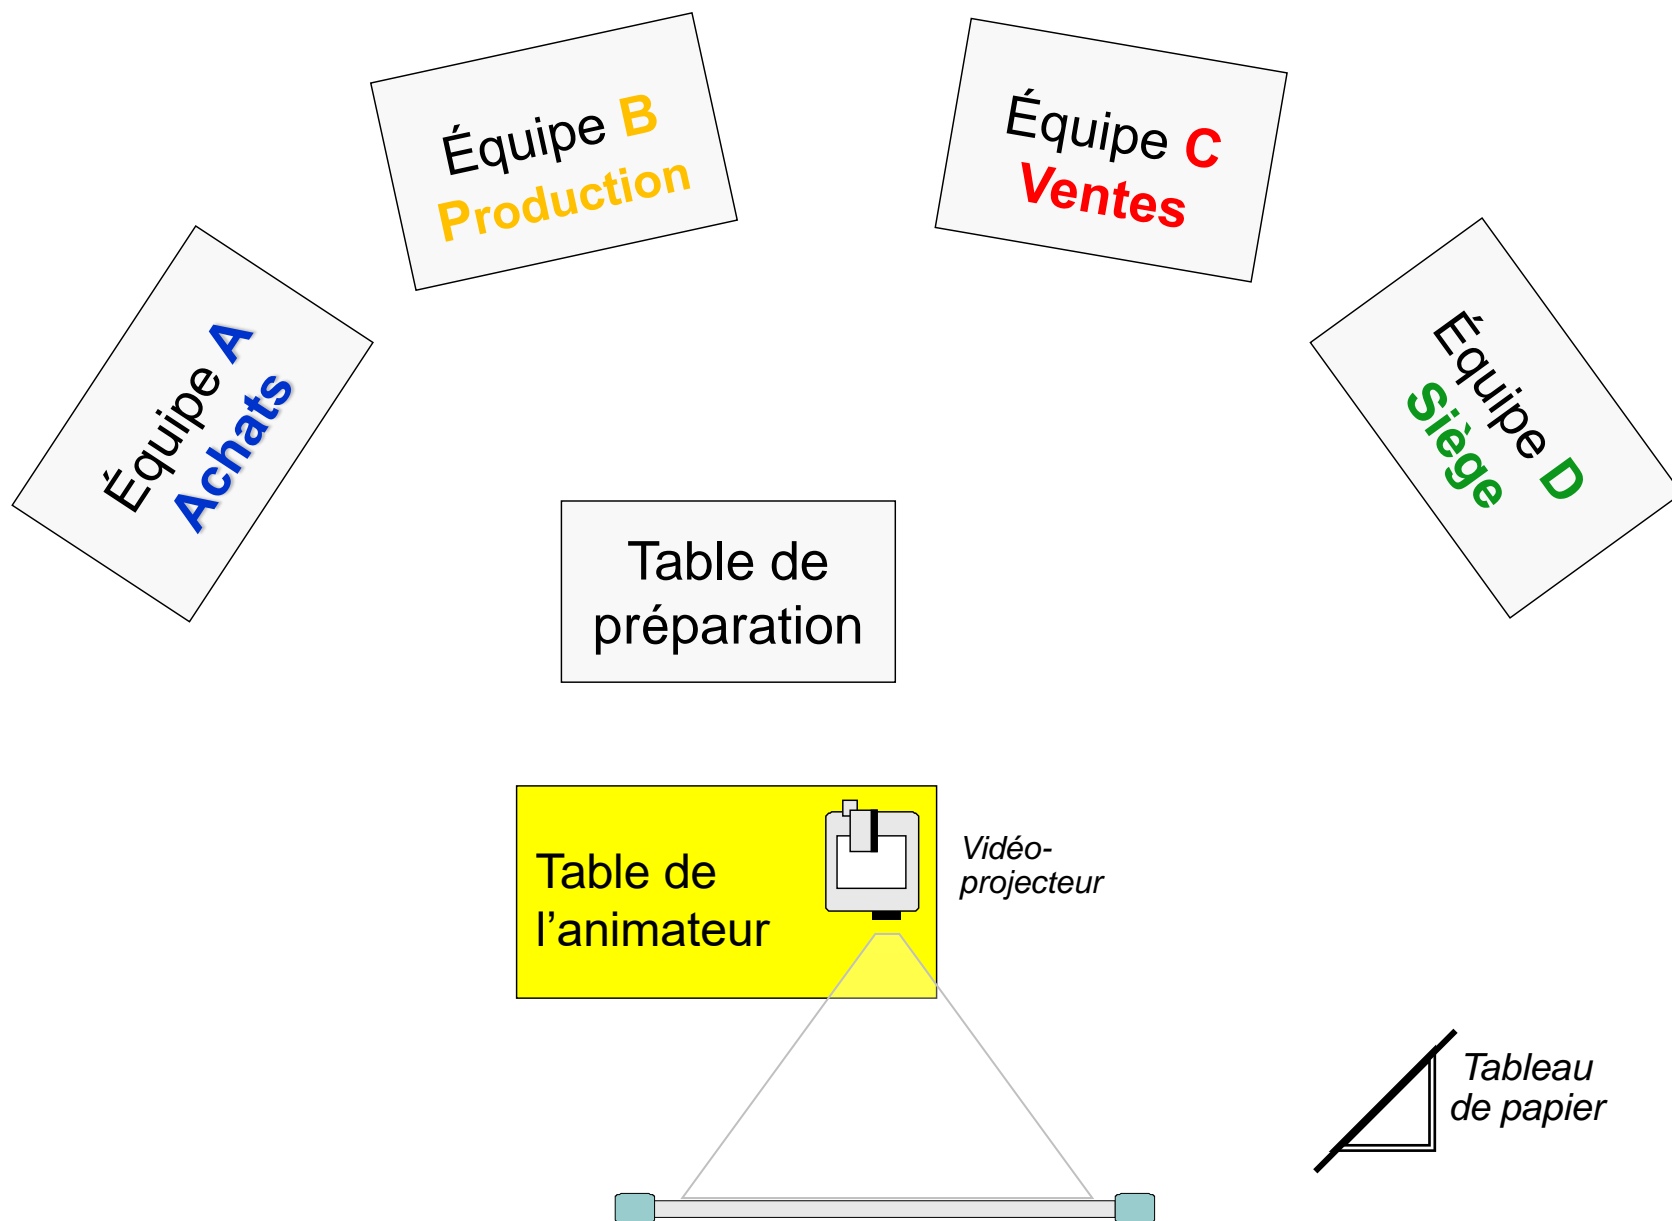 Équipe B
Production
Équipe C
Ventes
Équipe A
Achats
Équipe D
Siège
Table de
préparation
Table de
l’animateur
Vidéo-
projecteur
Tableau
de papier